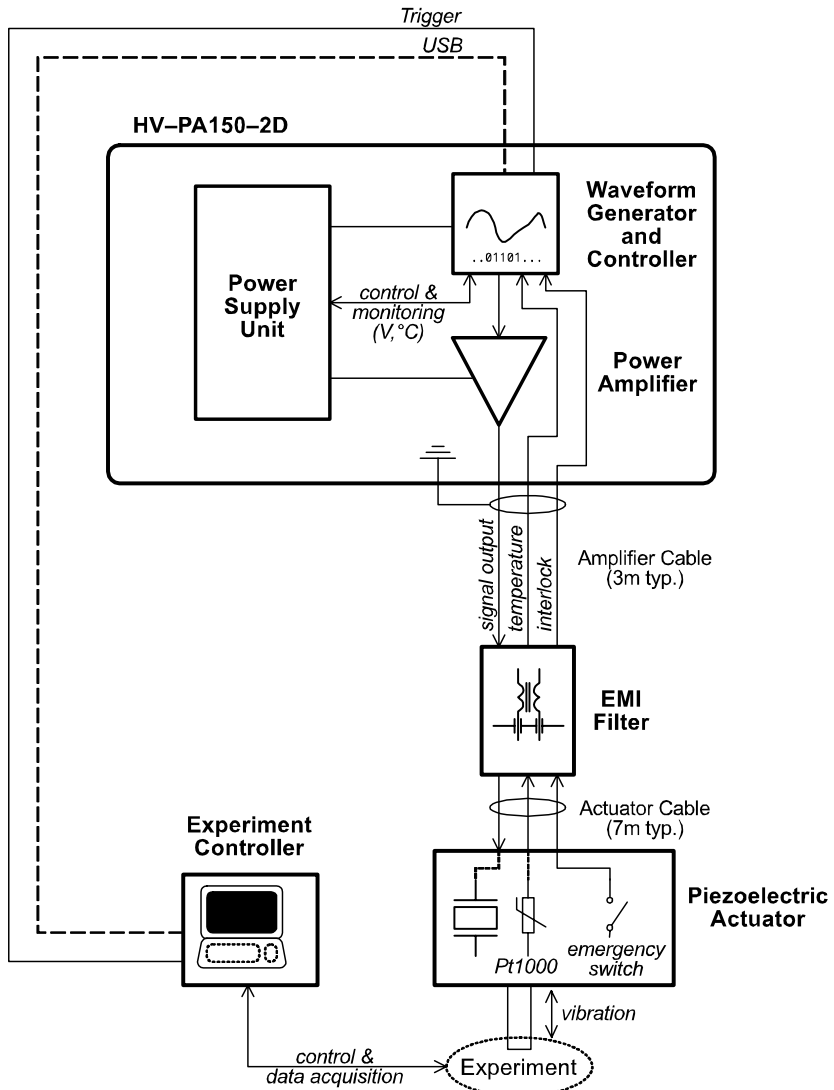 Trigger
USB
HV–PA150–2D
Waveform
Generator
and
Controller
..01101...
Power
Supply
Unit
control &
monitoring
(V,°C)
Power
Amplifier
signal output
temperature
interlock
Amplifier Cable
(3m typ.)
EMI
Filter
Actuator Cable
(7m typ.)
Experiment
Controller
Piezoelectric
Actuator
Pt1000
emergency
switch
vibration
control &
data acquisition
Experiment